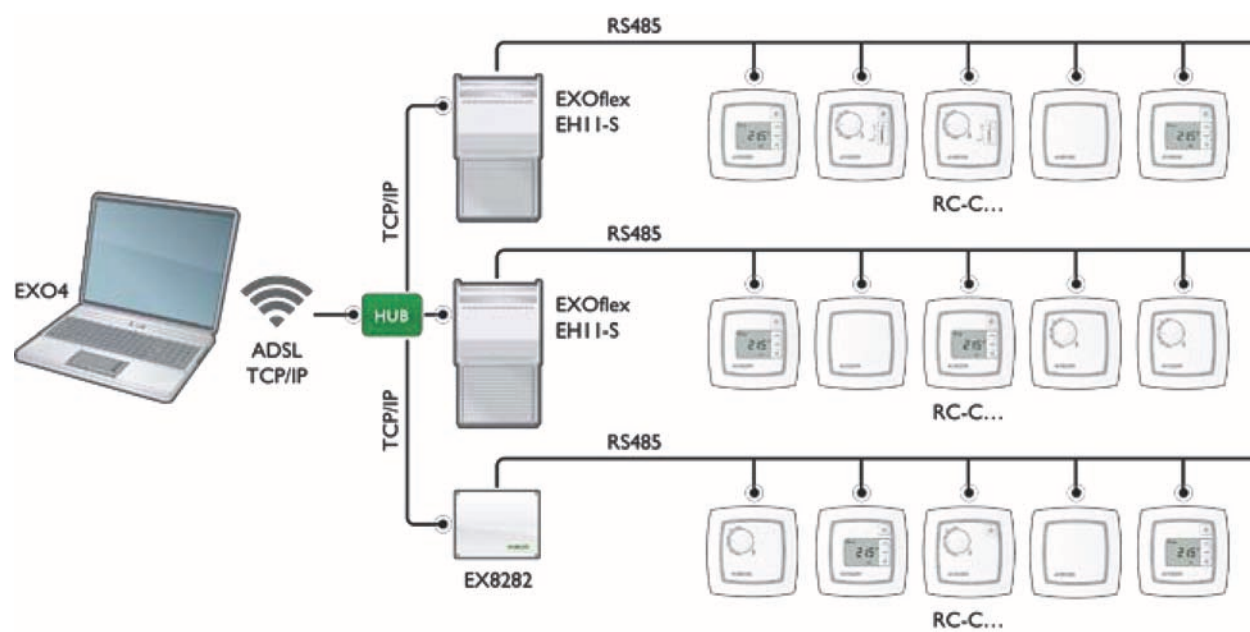 RS485
EXOflex
EH11-S
TCP/IP
RC-C...
RS485
EXO4
HUB
EXOflex
EH11-S
ADSL
TCP/IP
RC-C...
TCP/IP
RS485
EX8282
RC-C...